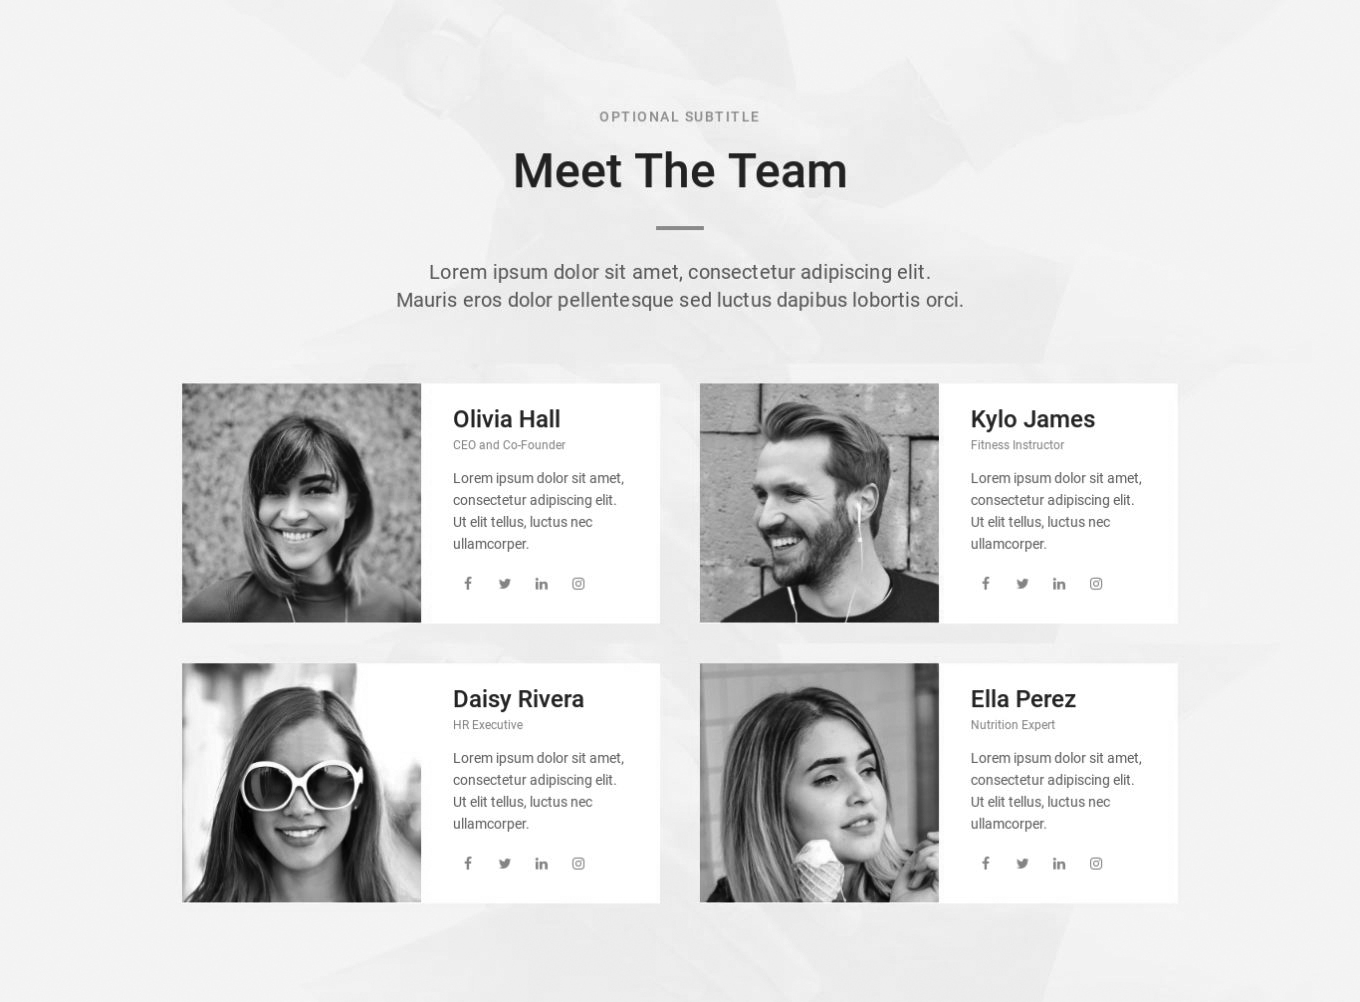 OPTIONAL SUBTITLE
Meet The Team
Lorem ipsum dolor sit amet, consectetur adipiscing elit.
Mauris eros dolor pellentesque sed luctus dapibus lobortis orci.
Olivia Hall
CEO and Co-Founder
Lorem ipsum dolor sit amet,
consectetur adipiscing elit.
Ut elit tellus, luctus nec
ullamcorper.
Kylo James
Fitness Instructor
Lorem ipsum dolor sit amet,
consectetur adipiscing elit.
Ut elit tellus, luctus nec
ullamcorper.
Daisy Rivera
HR Executive
Lorem ipsum dolor sit amet,
consectetur adipiscing elit.
Ut elit tellus, luctus nec
ullamcorper.
Ella Perez
Nutrition Expert
Lorem ipsum dolor sit amet,
consectetur adipiscing elit.
Ut elit tellus, luctus nec
ullamcorper.